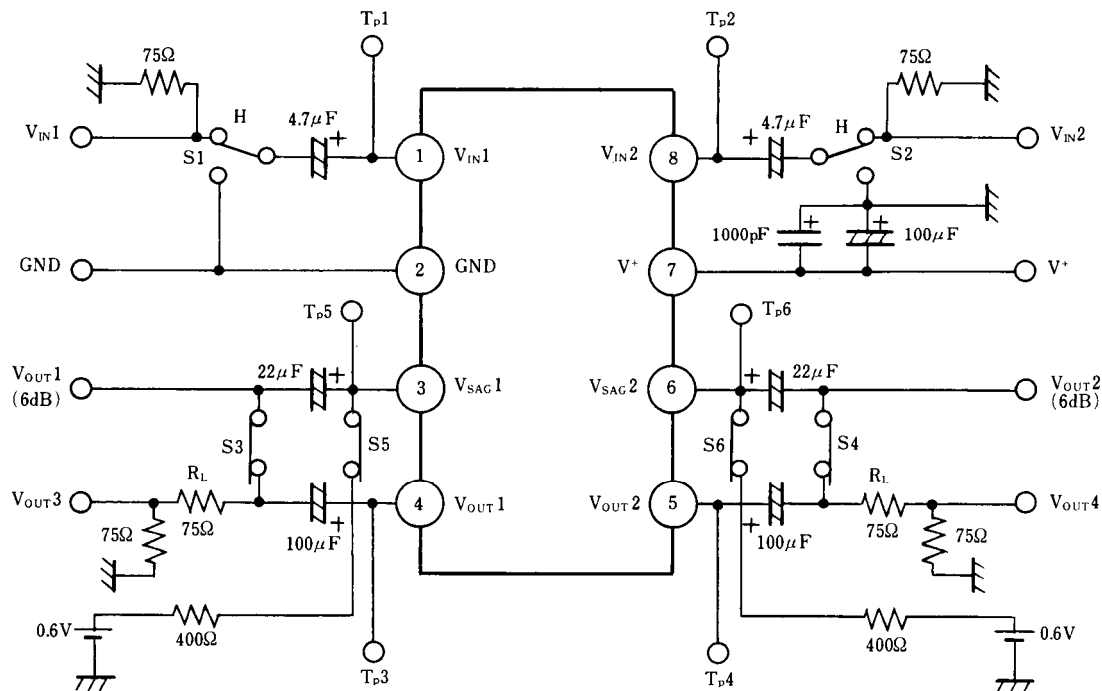 Tp1
Tp2
75Ω
75Ω
H
4.7μF
+
+
4.7μF
H
VIN1
S1
1
VIN1
VIN2
8
S2
VIN2
1000pF
+
+
100μF
GND
2
GND
V+
7
V+
Tp5
Tp6
VOUT1
(6dB)
22μF
+
3
VSAG1
VSAG2
6
+
22μF
VOUT2
(6dB)
S3
S5
S6
S4
VOUT3
RL
75Ω
4
VOUT1
VOUT2
5
RL
75Ω
VOUT4
75Ω
100μF
+
+
100μF
75Ω
0.6V
400Ω
400Ω
0.6V
Tp3
Tp4